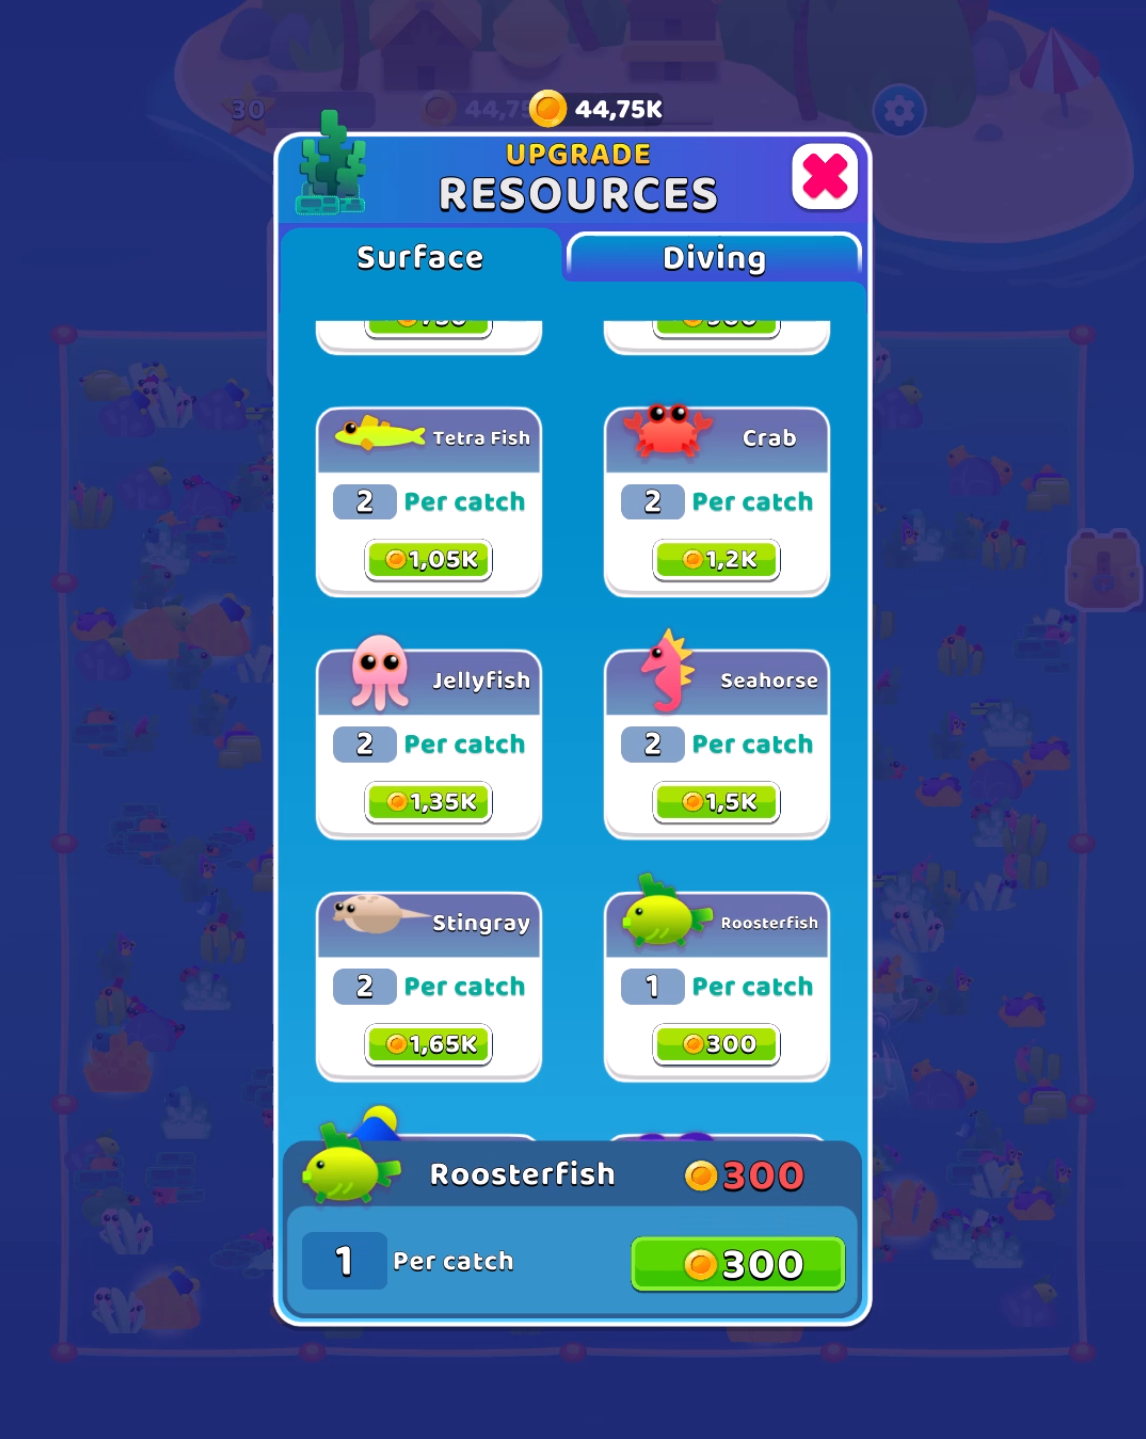 30
44,75K
UPGRADE
RESOURCES
Surface
Diving
Tetra Fish
Crab
2 Per catch
2 Per catch
1,05K
1,2K
Jellyfish
Seahorse
2 Per catch
2 Per catch
1,35K
1,5K
Stingray
Roosterfish
2 Per catch
1 Per catch
1,65K
300
Roosterfish
300
1 Per catch
300